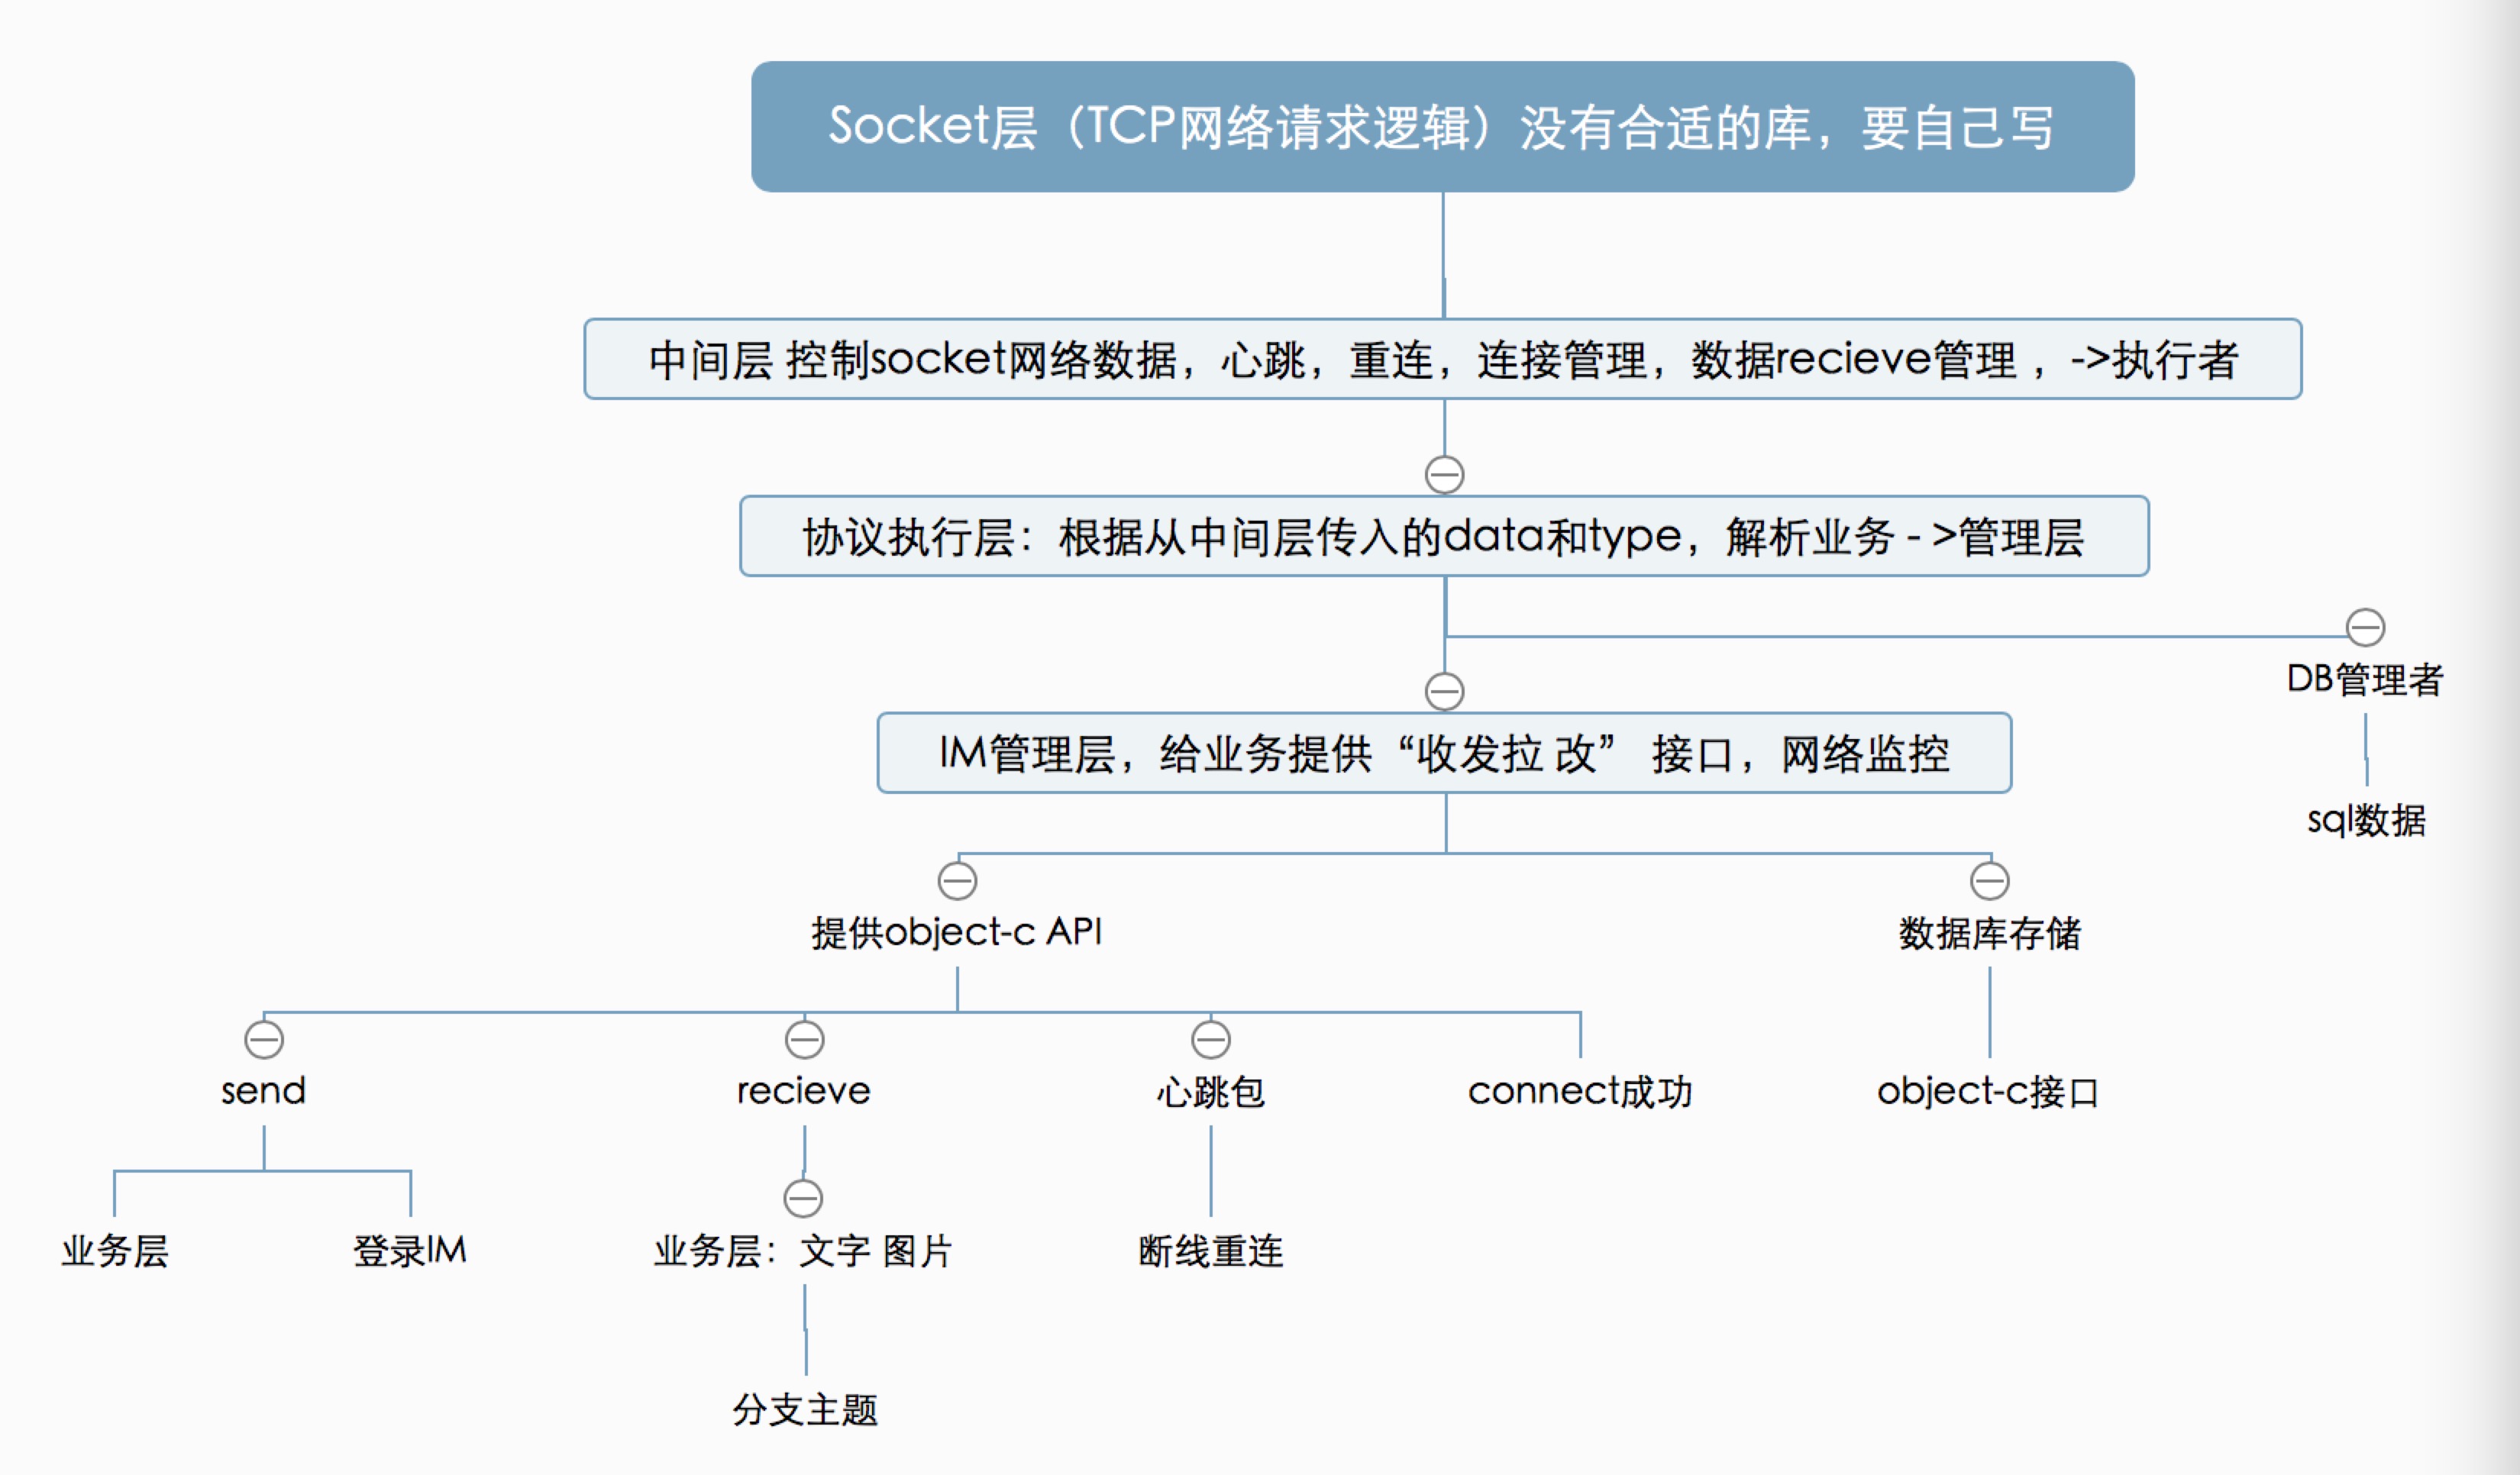 Socket层（TCP网络请求逻辑）没有合适的库，要自己写
中间层 控制socket网络数据，心跳，重连，连接管理，数据recieve管理 ，->执行者
协议执行层：根据从中间层传入的data和type，解析业务 - >管理层
DB管理者
IM管理层，给业务提供“收发拉 改” 接口，网络监控
sql数据
提供object-c API
数据库存储
send
recieve
心跳包
connect成功
object-c接口
业务层
登录IM
业务层：文字 图片
断线重连
分支主题